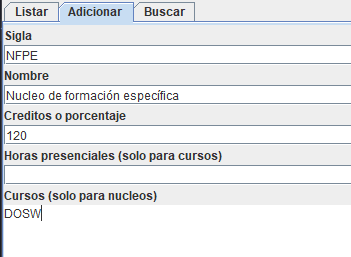 Listar Adicionar Buscar
Sigla
NFPE
Nombre
Nucleo de formación específica
Creditos o porcentaje
120
Horas presenciales (solo para cursos)
Cursos (solo para nucleos)
DOSW